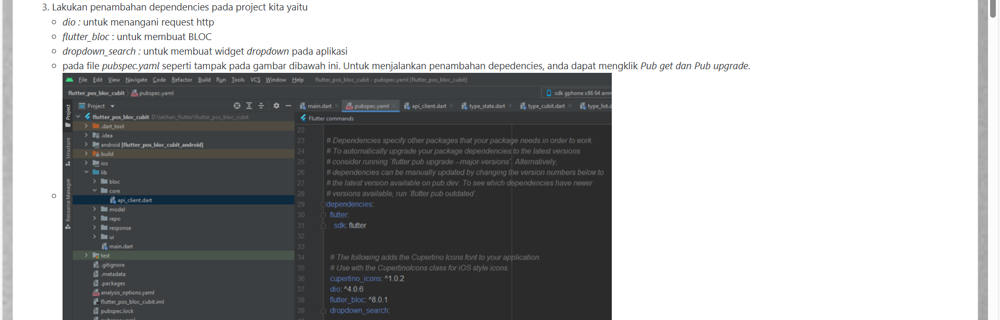 3. Lakukan penambahan dependencies pada project kita yaitu
dio : untuk menangani request http
flutter_bloc : untuk membuat BLOC
dropdown_search : untuk membuat widget dropdown pada aplikasi
pada file pubspec.yaml seperti tampak pada gambar dibawah ini. Untuk menjalankan penambahan depedencies, anda dapat mengklik Pub get dan Pub upgrade.
File Edit View Navigate Code Refactor Build Run Tools VCS Window Help flutter_pos_bloc_cubit - pubspec.yaml [flutter_pos_bloc_cubit]
flutter_pos_bloc_cubit pubspec.yaml sdk gphone x86 64 arm
Project
Structure
Resource Manager
Project
flutter_pos_bloc_cubit D:\latihan_flutter\flutter_pos_bloc_cubit
.dart_tool
.idea
android [flutter_pos_bloc_cubit_android]
build
ios
lib
bloc
core
api_client.dart
model
repo
response
ui
main.dart
test
.gitignore
.metadata
.packages
analysis_options.yaml
flutter_pos_bloc_cubit.iml
pubspec.lock
main.dart pubspec.yaml api_client.dart type_state.dart type_cubit.dart type_list.d
Flutter commands
22
23 # Dependencies specify other packages that your package needs in order to work.
24 # To automatically upgrade your package dependencies to the latest versions
25 # consider running `flutter pub upgrade --major-versions`. Alternatively,
26 # dependencies can be manually updated by changing the version numbers below to
27 # the latest version available on pub.dev. To see which dependencies have newer
28 # versions available, run `flutter pub outdated`.
29 dependencies:
30 flutter:
31 sdk: flutter
32
33
34 # The following adds the Cupertino Icons font to your application.
35 # Use with the CupertinoIcons class for iOS style icons.
36 cupertino_icons: ^1.0.2
37 dio: ^4.0.6
38 flutter_bloc: ^8.0.1
39 dropdown_search: